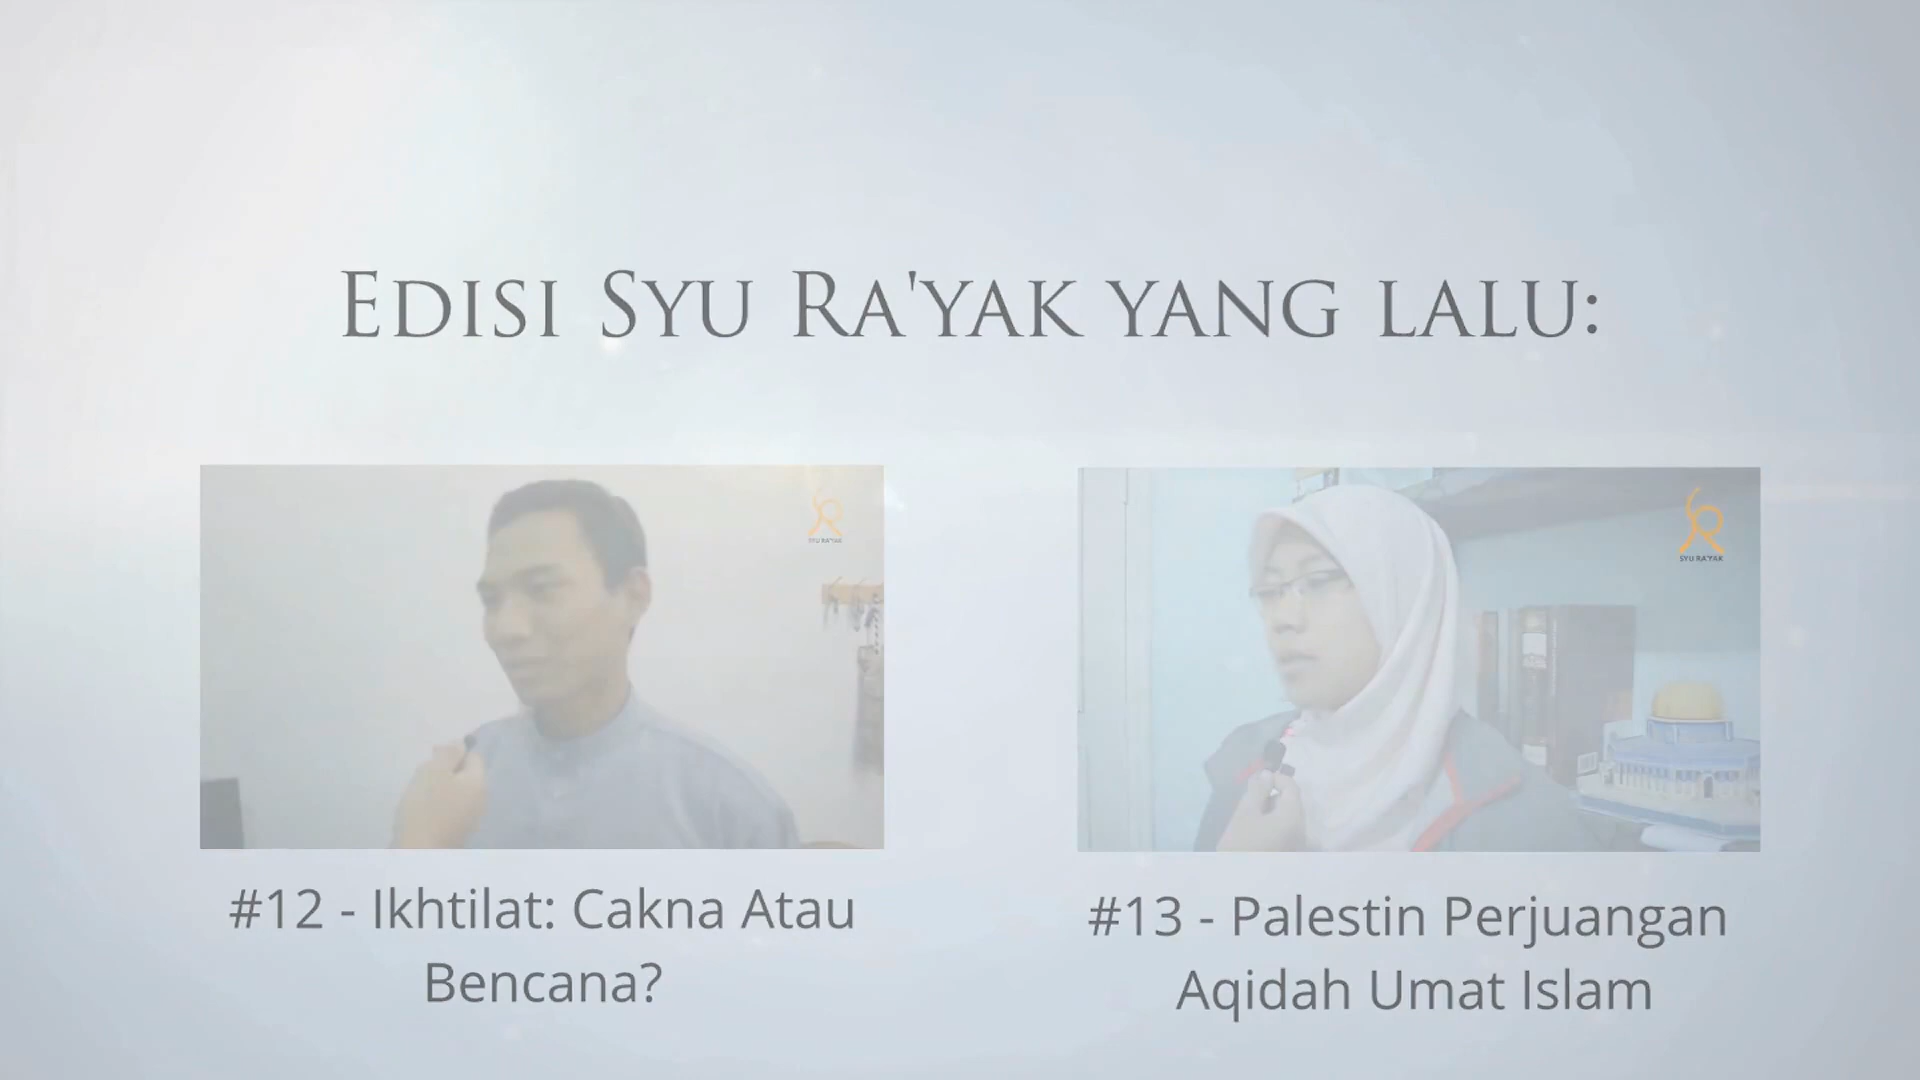 EDISI SYU RA'YAK YANG LALU:
SYU RA'YAK
SYU RA'YAK
#12 - Ikhtilat: Cakna Atau
Bencana?
#13 - Palestin Perjuangan
Aqidah Umat Islam